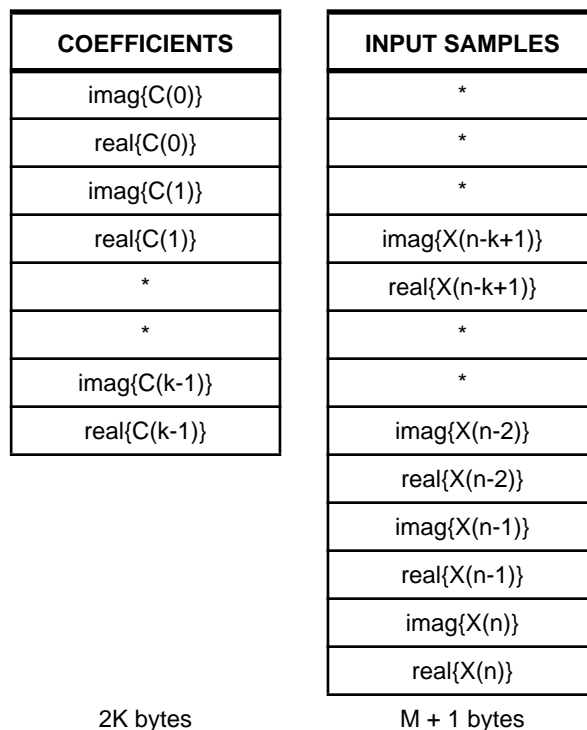 COEFFICIENTS
imag{C(0)}
real{C(0)}
imag{C(1)}
real{C(1)}
*
*
imag{C(k-1)}
real{C(k-1)}
2K bytes
INPUT SAMPLES
*
*
*
imag{X(n-k+1)}
real{X(n-k+1)}
*
*
imag{X(n-2)}
real{X(n-2)}
imag{X(n-1)}
real{X(n-1)}
imag{X(n)}
real{X(n)}
M + 1 bytes